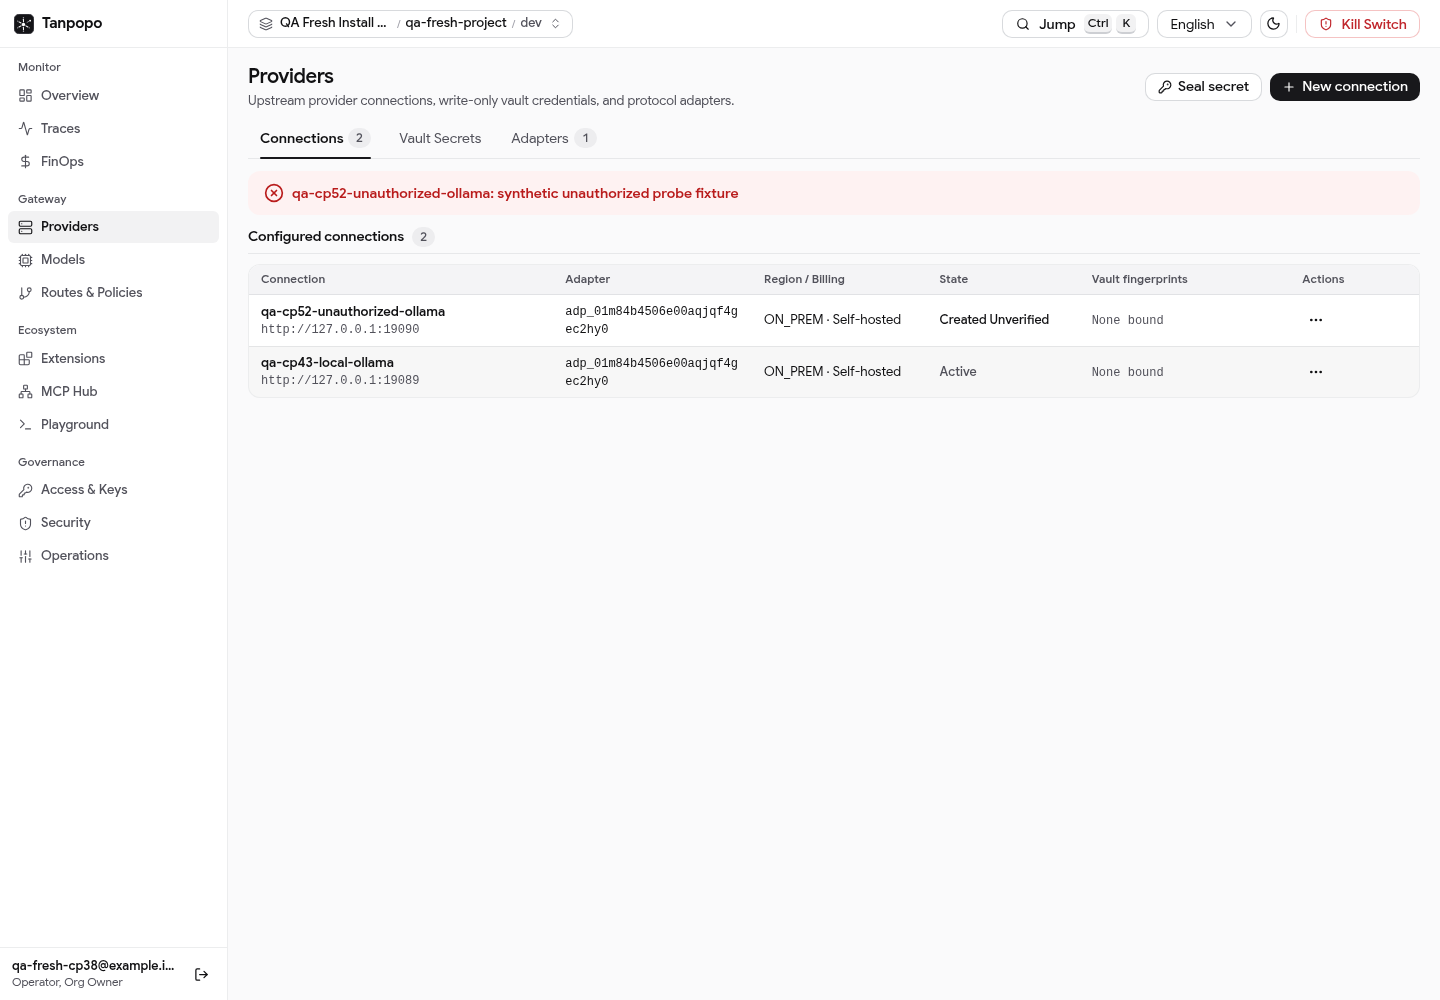 Tanpopo
QA Fresh Install ... / qa-fresh-project / dev
Jump Ctrl K
English
Kill Switch
Monitor
Overview
Traces
FinOps
Gateway
Providers
Models
Routes & Policies
Ecosystem
Extensions
MCP Hub
Playground
Governance
Access & Keys
Security
Operations
qa-fresh-cp38@example.i...
Operator, Org Owner
Providers
Upstream provider connections, write-only vault credentials, and protocol adapters.
Seal secret
New connection
Connections 2 Vault Secrets Adapters 1
qa-cp52-unauthorized-ollama: synthetic unauthorized probe fixture
Configured connections 2
Connection Adapter Region / Billing State Vault fingerprints Actions
qa-cp52-unauthorized-ollama
http://127.0.0.1:19090
adp_01m84b4506e00aqjqf4g
ec2hy0
ON_PREM · Self-hosted
Created Unverified
None bound
qa-cp43-local-ollama
http://127.0.0.1:19089
adp_01m84b4506e00aqjqf4g
ec2hy0
ON_PREM · Self-hosted
Active
None bound